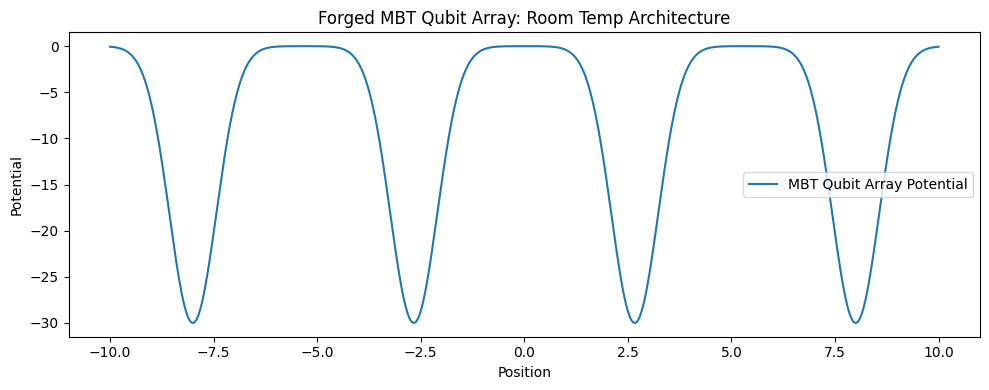 Forged MBT Qubit Array: Room Temp Architecture
0
−5
−10
−15
−20
−25
−30
Potential
MBT Qubit Array Potential
−10.0 −7.5 −5.0 −2.5 0.0 2.5 5.0 7.5 10.0
Position